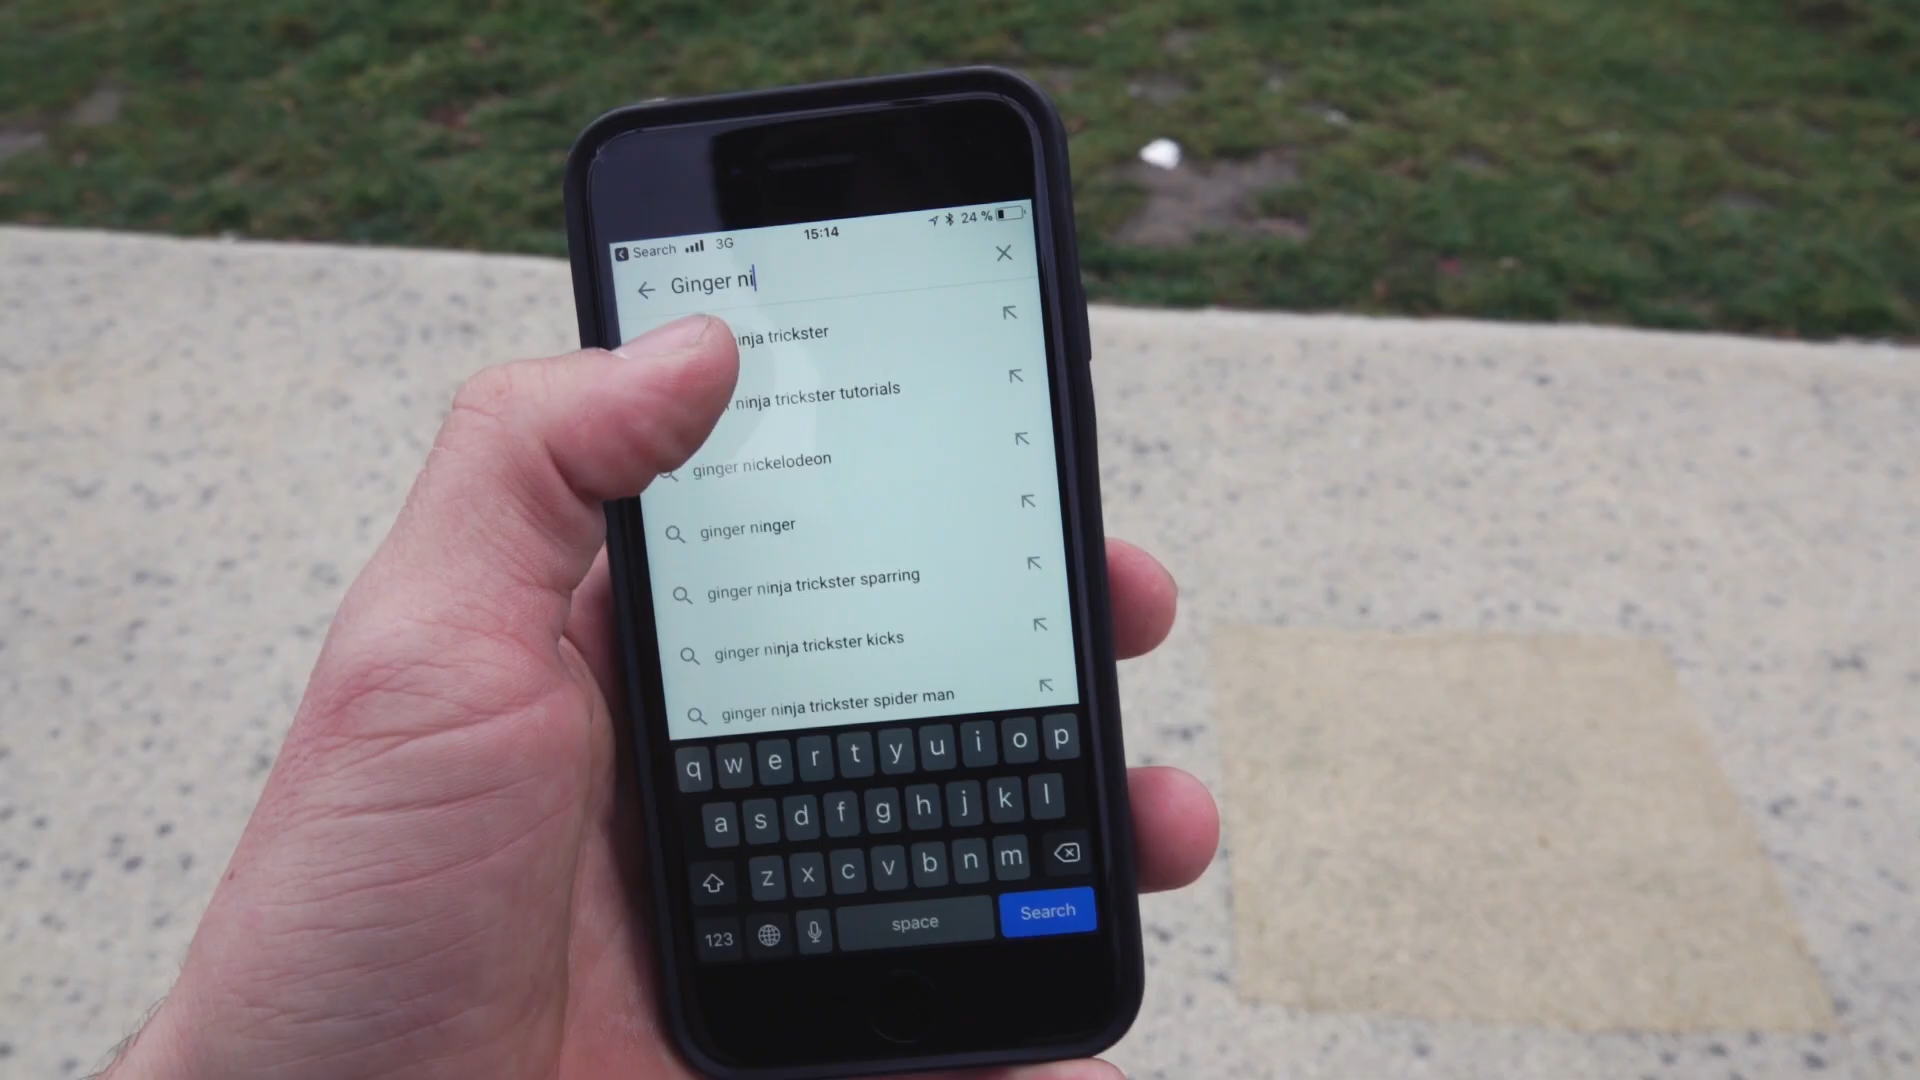 Search 3G 15:14 24 %
Ginger ni
inja trickster
ninja trickster tutorials
ginger nickelodeon
ginger ninger
ginger ninja trickster sparring
ginger ninja trickster kicks
ginger ninja trickster spider man
q w e r t y u i o p
a s d f g h j k l
z x c v b n m
123 space Search